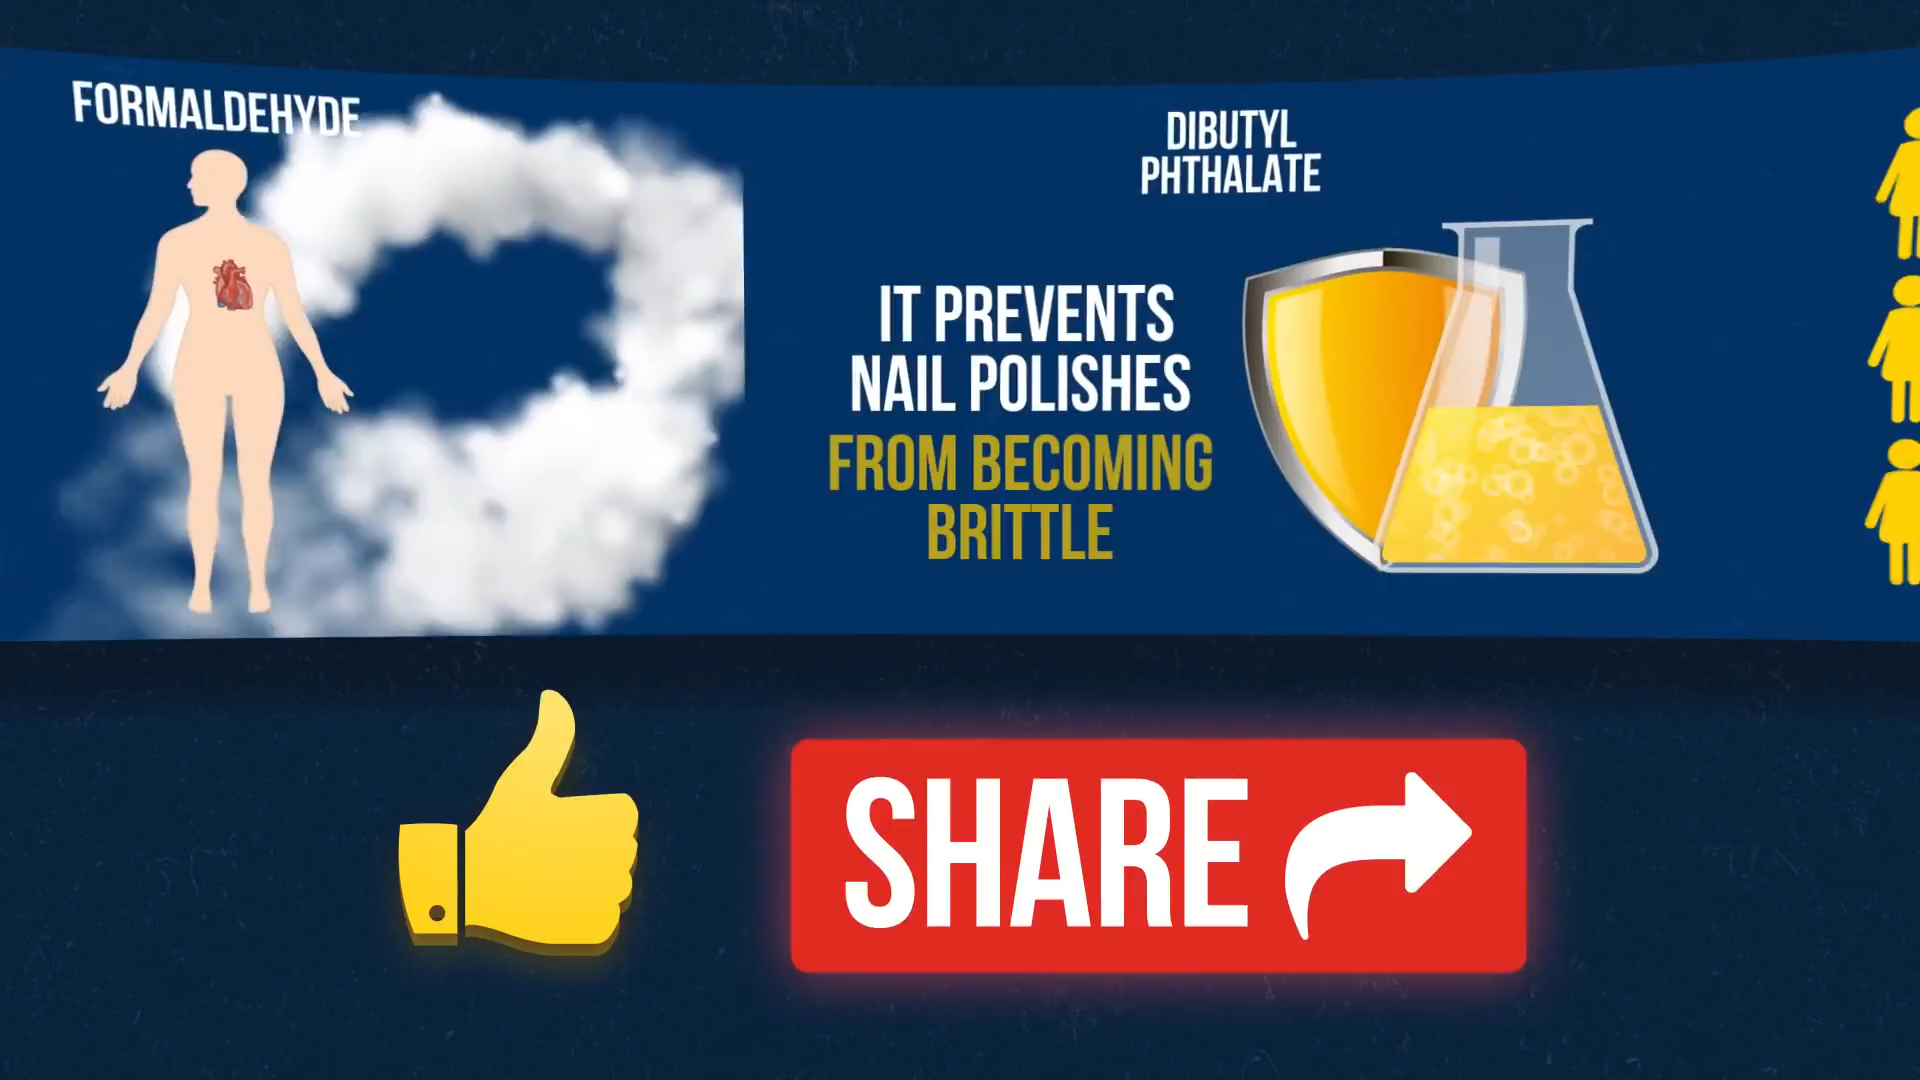 FORMALDEHYDE
DIBUTYL
PHTHALATE
IT PREVENTS
NAIL POLISHES
FROM BECOMING
BRITTLE
SHARE